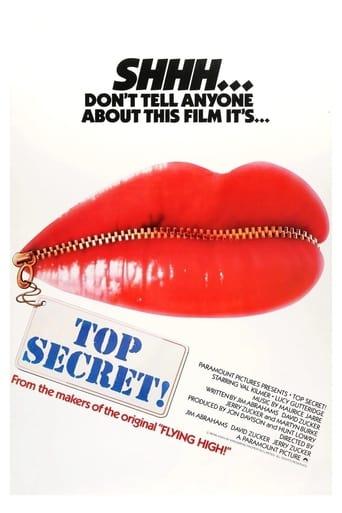 SHHH...
DON'T TELL ANYONE
ABOUT THIS FILM IT'S...
TOP
SECRET!
From the makers of the original "FLYING HIGH!"
PARAMOUNT PICTURES PRESENTS • TOP SECRET!
STARRING VAL KILMER • LUCY GUTTERIDGE
MUSIC BY MAURICE JARRE
WRITTEN BY JIM ABRAHAMS DAVID ZUCKER
JERRY ZUCKER AND MARTYN BURKE
PRODUCED BY JON DAVISON AND HUNT LOWRY
DIRECTED BY
JIM ABRAHAMS DAVID ZUCKER JERRY ZUCKER
A PARAMOUNT PICTURE